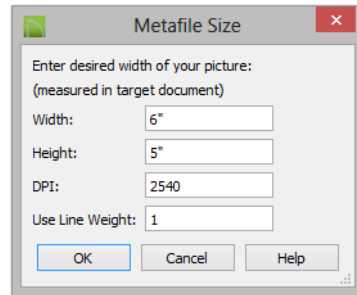 Metafile Size
Enter desired width of your picture:
(measured in target document)
Width: 6"
Height: 5"
DPI: 2540
Use Line Weight: 1
OK Cancel Help